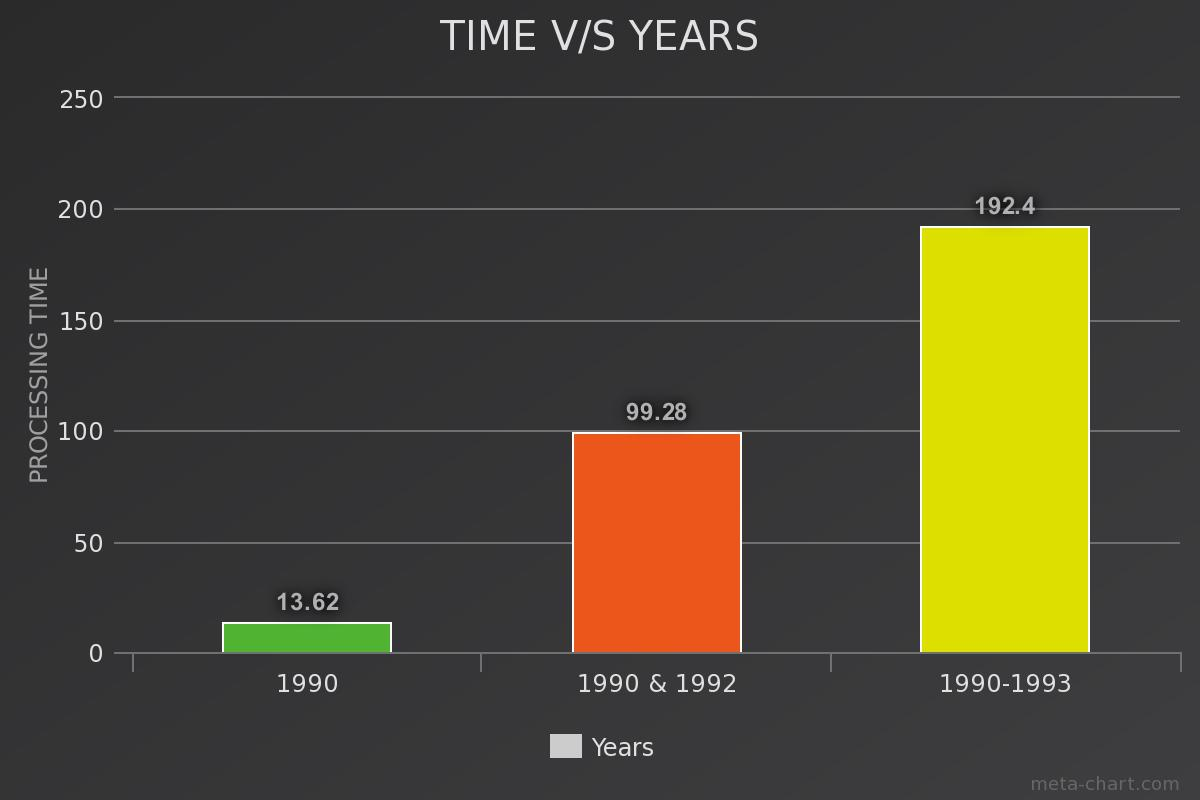 TIME V/S YEARS
250
200
150
100
50
0
PROCESSING TIME
13.62
99.28
192.4
1990
1990 & 1992
1990-1993
Years
meta-chart.com